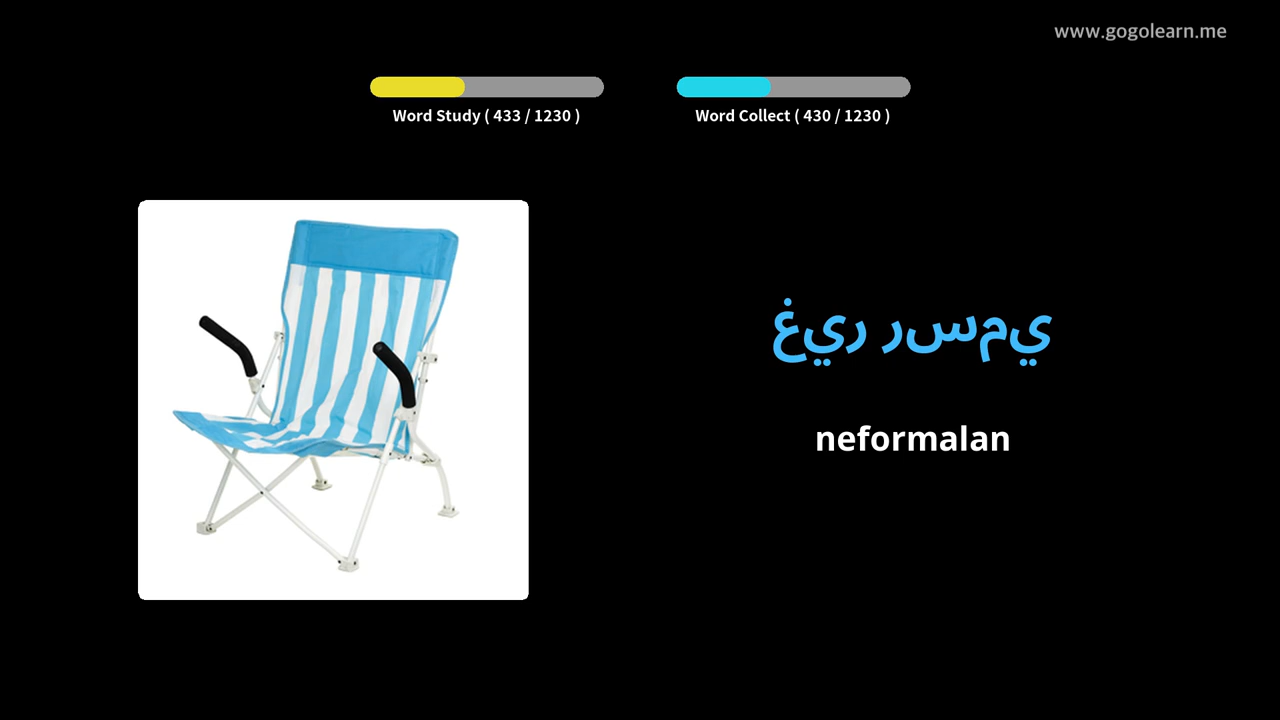 www.gogolearn.me
Word Study ( 433 / 1230 )
Word Collect ( 430 / 1230 )
غير رسمي
neformalan